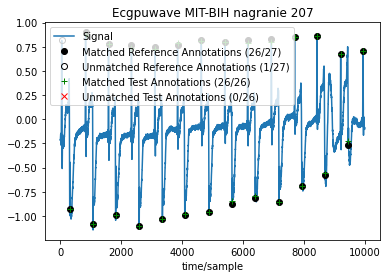 Ecgpuwave MIT-BIH nagranie 207
Signal
Matched Reference Annotations (26/27)
Unmatched Reference Annotations (1/27)
Matched Test Annotations (26/26)
Unmatched Test Annotations (0/26)
1.00
0.75
0.50
0.25
0.00
−0.25
−0.50
−0.75
−1.00
0 2000 4000 6000 8000 10000
time/sample